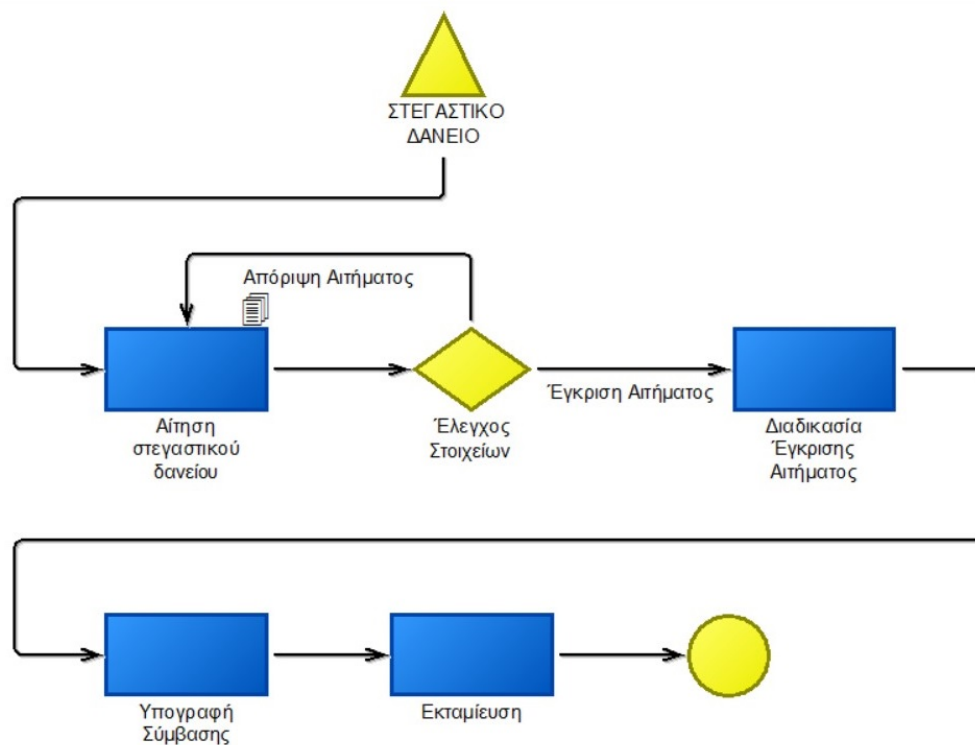 ΣΤΕΓΑΣΤΙΚΟ
ΔΑΝΕΙΟ
Απόριψη Αιτήματος
Έγκριση Αιτήματος
Αίτηση
στεγαστικού
δανείου
Έλεγχος
Στοιχείων
Διαδικασία
Έγκρισης
Αιτήματος
Υπογραφή
Σύμβασης
Εκταμίευση